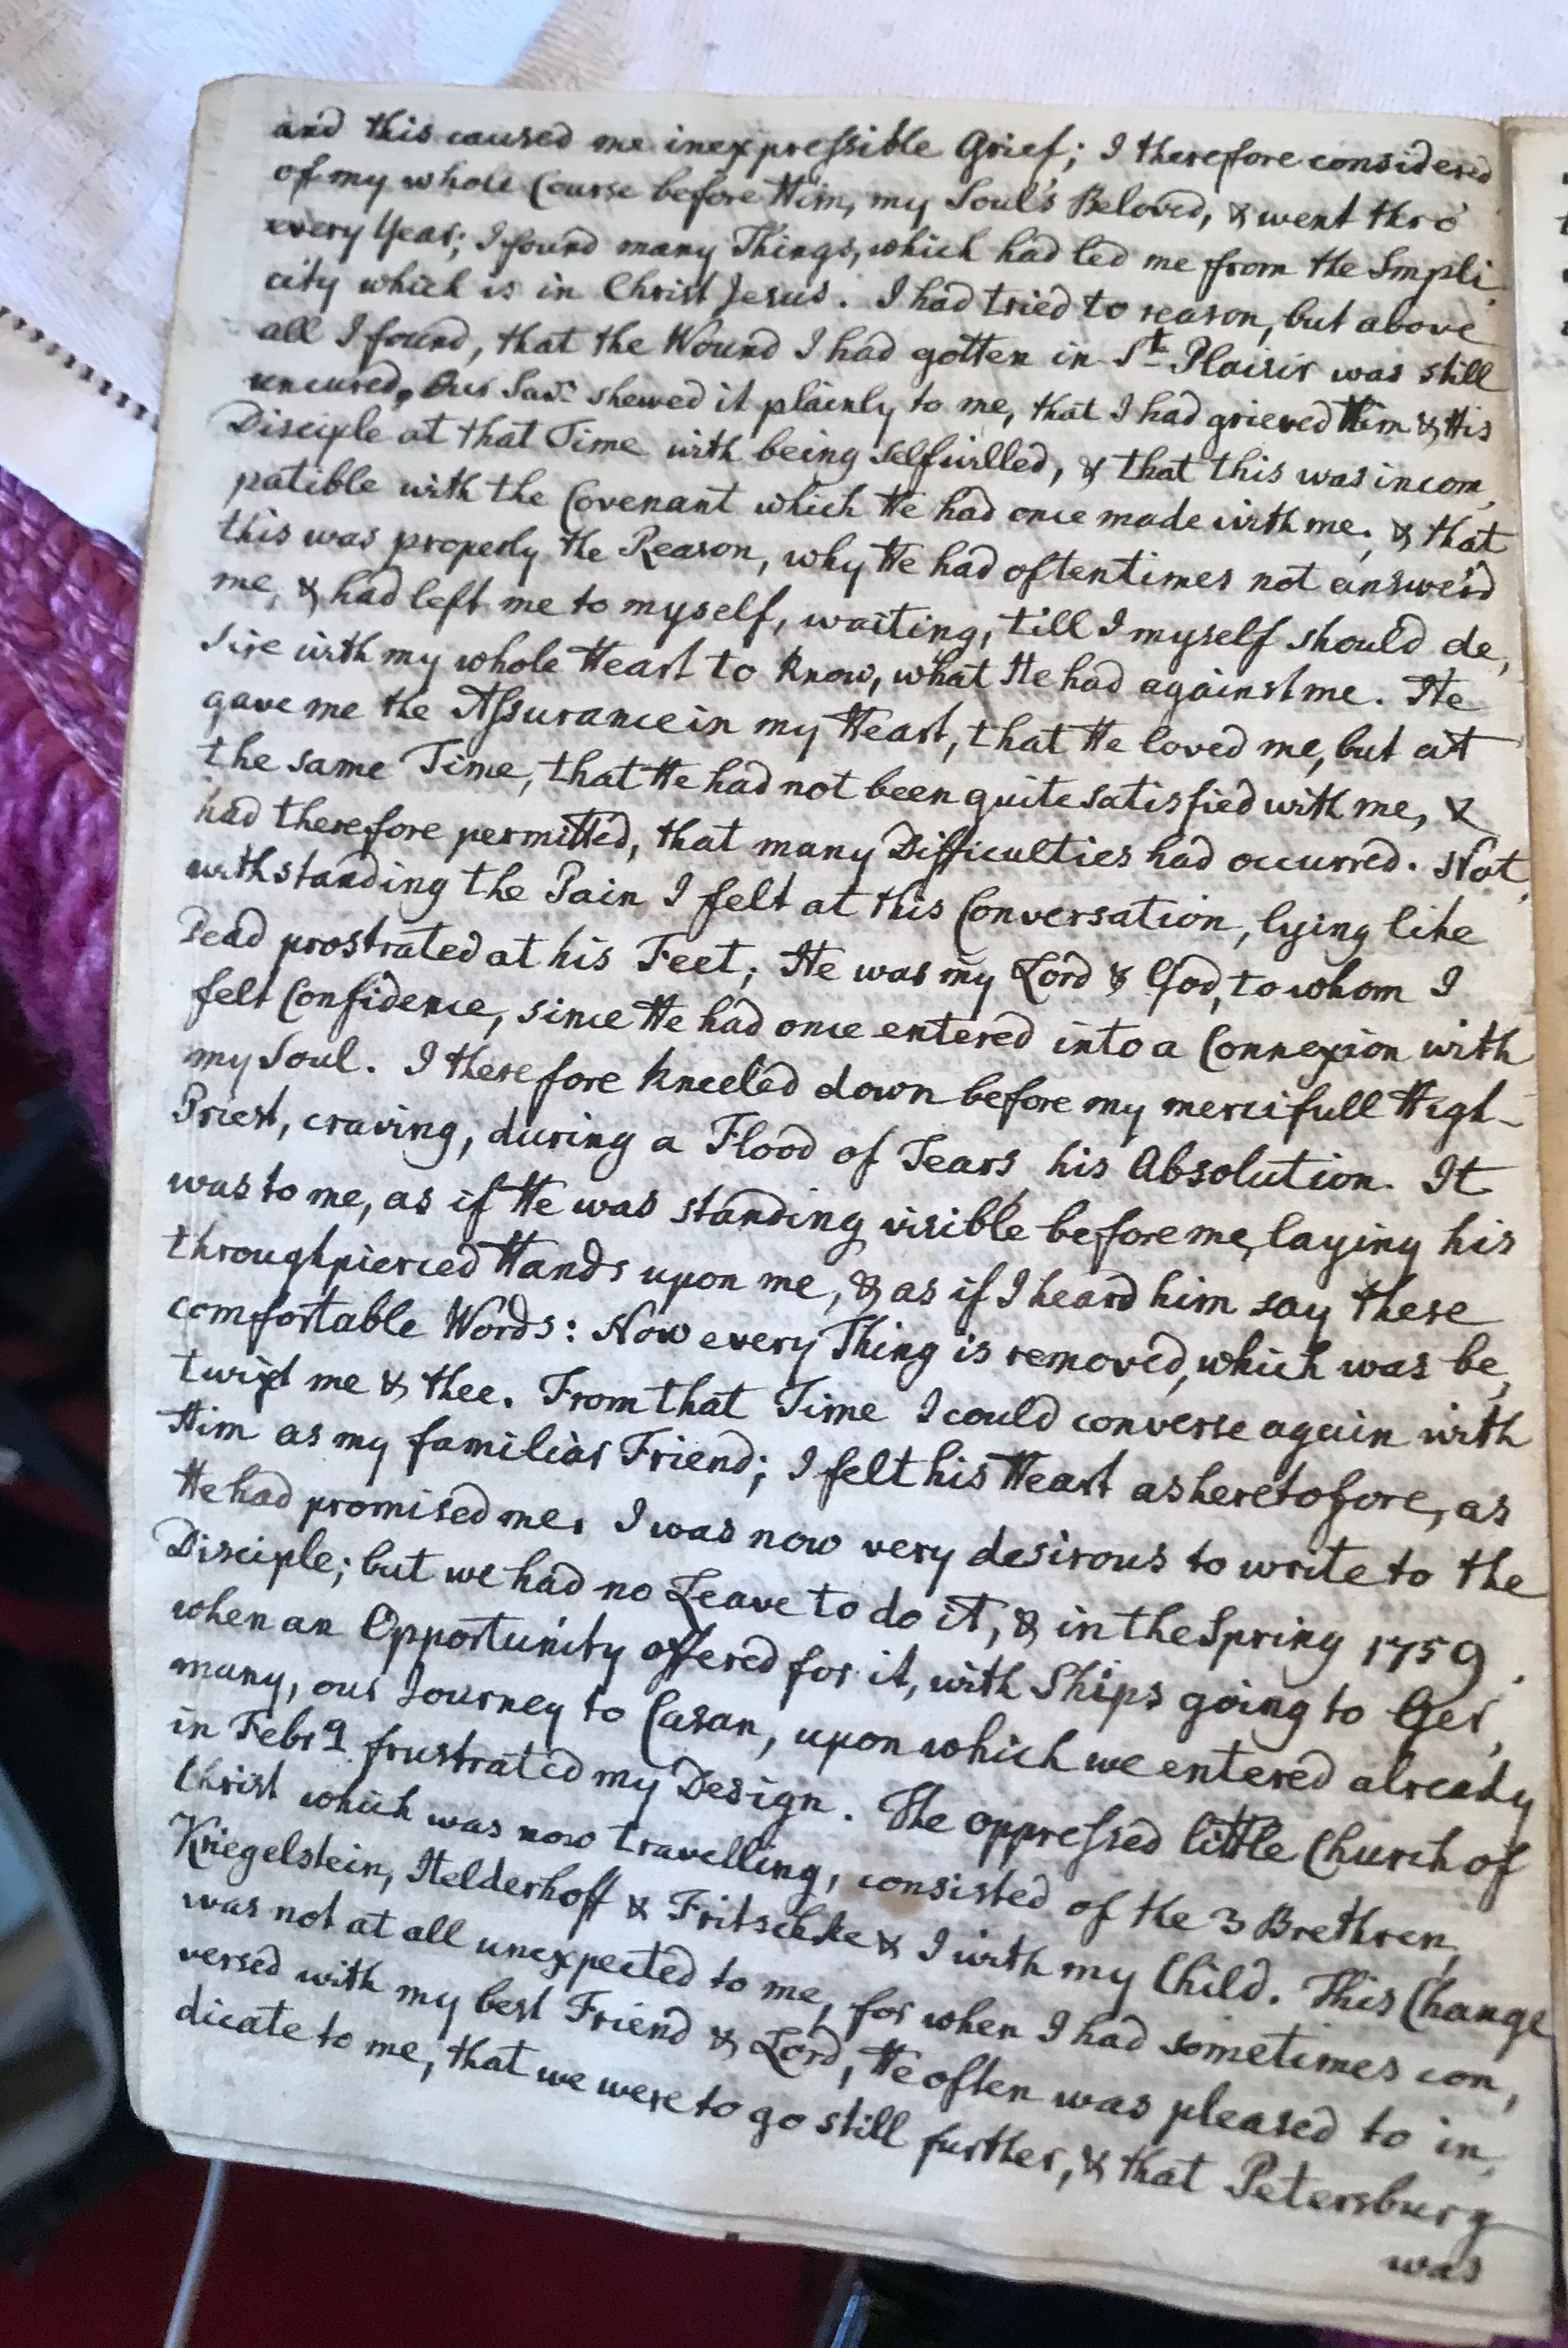 and this caused me inexpressible Grief; I therefore considered
of my whole Course before Him, my Soul's Beloved, & went thro'
every Year; I found many Things, which had led me from the Smpli,
city which is in Christ Jesus. I had tried to reason, but above
all I found, that the Wound I had gotten in St. Plaisir was still
uncured, Our Savr. shewed it plainly to me, that I had grieved Him & His
Disciple at that Time with being selfwilled, & that this was incom,
patible with the Covenant which He had once made with me; & that
this was properly the Reason, why He had oftentimes not answer'd
me, & had left me to myself, waiting, till I myself should de,
sire with my whole Heart to know, what He had against me. He
gave me the Assurance in my Heart, that He loved me, but at
the same Time, that He had not been quite satisfied with me, &
had therefore permitted, that many Difficulties had occurred. Not,
withstanding the Pain I felt at this Conversation, lying like
Dead prostrated at his Feet; He was my Lord & God, to whom I
felt Confidence, since He had once entered into a Connexion with
my Soul. I therefore kneeled down before my mercifull High-
Priest, craving, during a Flood of Tears, his Absolution. It
was to me, as if He was standing visible before me, laying his
throughpierced Hands upon me, & as if I heard him say these
comfortable Words: Now every Thing is removed, which was be,
twixt me & thee. From that Time I could converse again with
Him as my familiar Friend; I felt his Heart as heretofore, as
He had promised me. I was now very desirous to write to the
Disciple; but we had no Leave to do it, & in the Spring 1759.
when an Opportunity offered for it, with Ships going to Ger,
many, our Journey to Casan, upon which we entered already
in Febry. frustrated my Design. The oppressed little Church of
Christ which was now travelling, consisted of the 3 Brethren,
Kriegelstein, Helderhoff & Fritschke & I with my Child. This Change
was not at all unexpected to me, for when I had sometimes con,
versed with my best Friend & Lord, He often was pleased to in,
dicate to me, that we were to go still further, & that Petersburg
was